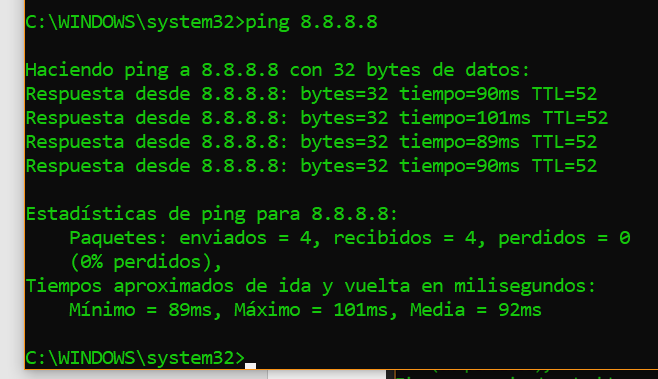 C:\WINDOWS\system32>ping 8.8.8.8
Haciendo ping a 8.8.8.8 con 32 bytes de datos:
Respuesta desde 8.8.8.8: bytes=32 tiempo=90ms TTL=52
Respuesta desde 8.8.8.8: bytes=32 tiempo=101ms TTL=52
Respuesta desde 8.8.8.8: bytes=32 tiempo=89ms TTL=52
Respuesta desde 8.8.8.8: bytes=32 tiempo=90ms TTL=52
Estadísticas de ping para 8.8.8.8:
    Paquetes: enviados = 4, recibidos = 4, perdidos = 0
    (0% perdidos),
Tiempos aproximados de ida y vuelta en milisegundos:
    Mínimo = 89ms, Máximo = 101ms, Media = 92ms
C:\WINDOWS\system32>